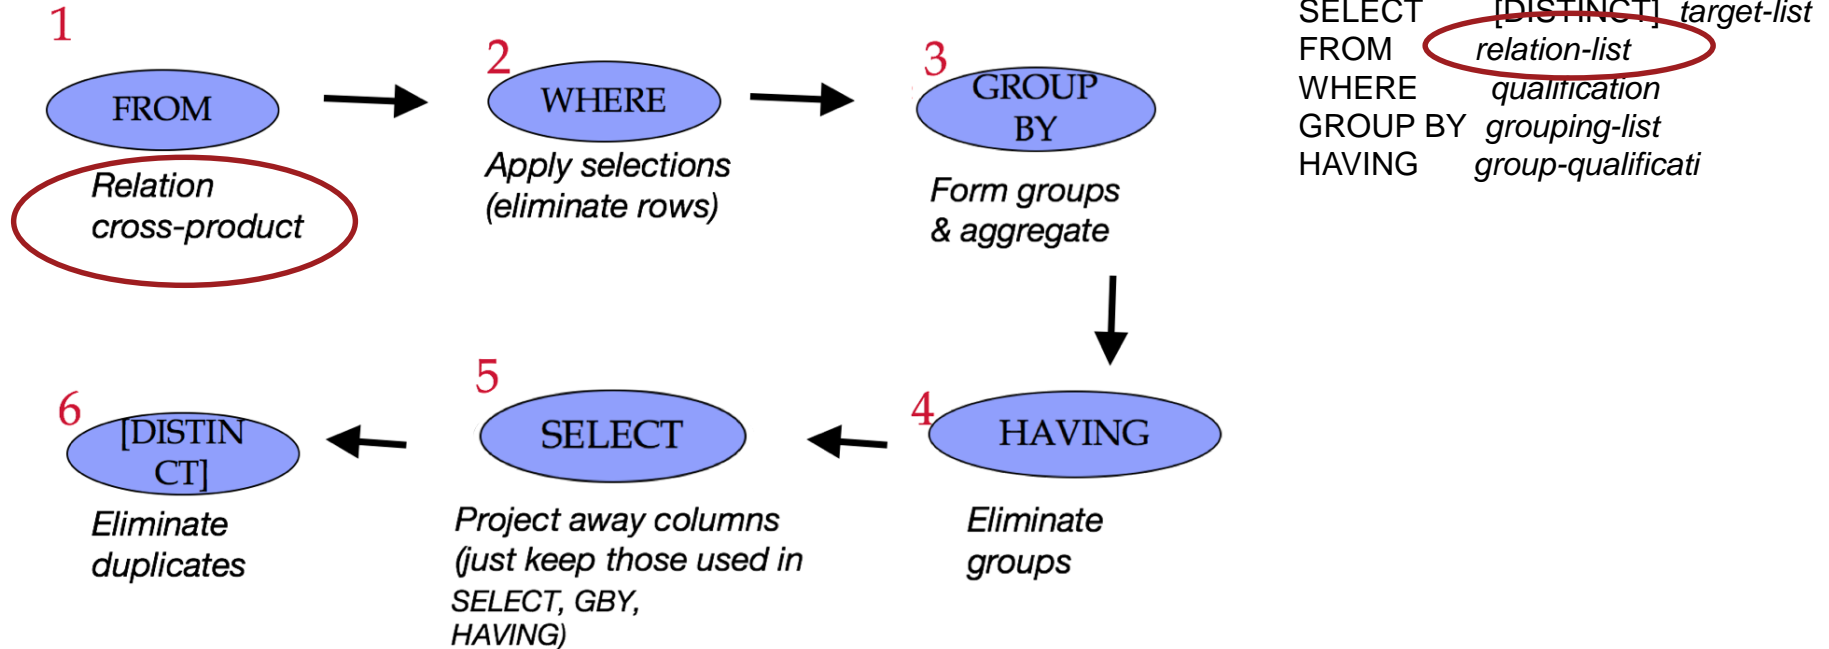 1
FROM
Relation
cross-product
2
WHERE
Apply selections
(eliminate rows)
3
GROUP
BY
Form groups
& aggregate
4
HAVING
Eliminate
groups
5
SELECT
Project away columns
(just keep those used in
SELECT, GBY,
HAVING)
6
[DISTIN
CT]
Eliminate
duplicates
SELECT [DISTINCT] target-list
FROM relation-list
WHERE qualification
GROUP BY grouping-list
HAVING group-qualificati